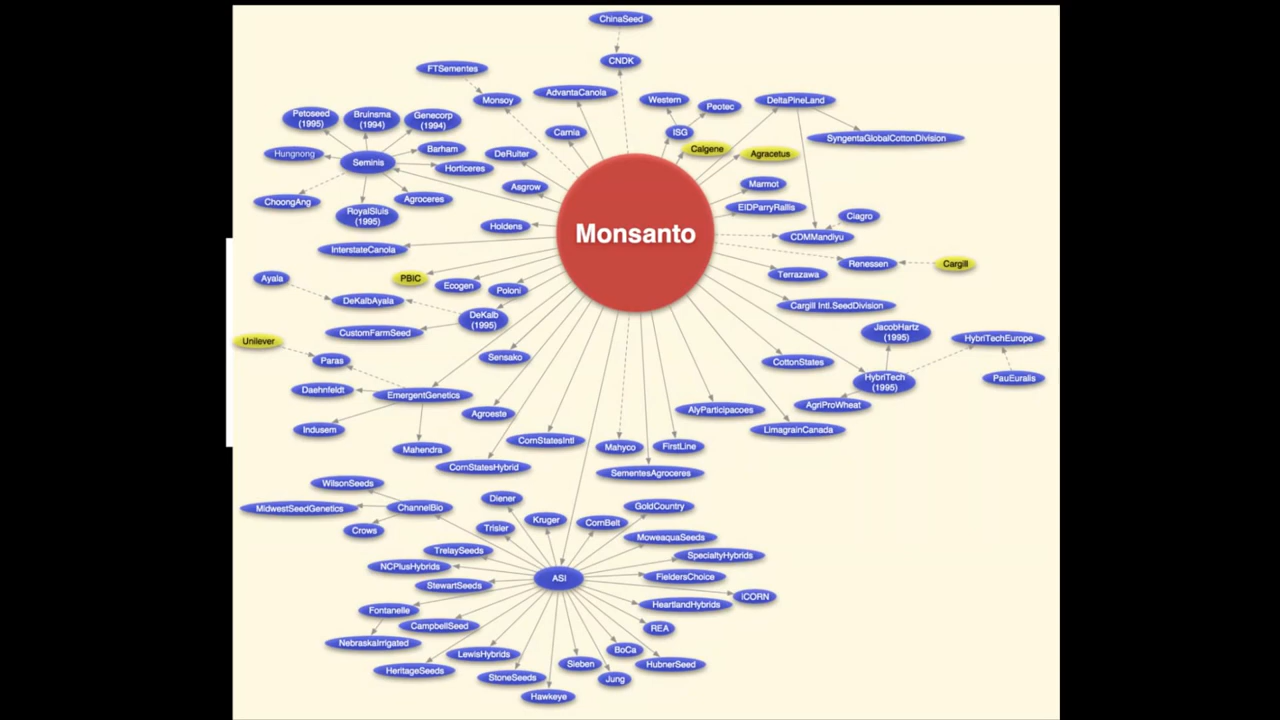 ChinaSeed
CNDK
FTSementes
Monsoy
AdvantaCanola
Western
Peotec
DeltaPineLand
Petoseed
(1995)
Bruinsma
(1994)
Genecorp
(1994)
Camia
ISG
SyngentaGlobalCottonDivision
Hungnong
Seminis
Barham
Horticeres
DeRuiter
Calgene
Agracetus
Asgrow
Marmot
ChoongAng
RoyalSluis
(1995)
Agroceres
Holdens
Monsanto
EIDParryRallis
Ciagro
CDMMandiyu
InterstateCanola
Renessen
Cargill
Ayala
PBIC
Ecogen
Poloni
Terrazawa
DeKalbAyala
DeKalb
(1995)
Cargill Intl.SeedDivision
CustomFarmSeed
JacobHartz
(1995)
HybriTechEurope
Unilever
Paras
Sensako
CottonStates
HybriTech
(1995)
PauEuralis
Daehnfeldt
EmergentGenetics
Agroeste
AlyParticipacoes
AgriProWheat
Indusem
LimagrainCanada
Mahendra
CornStatesIntl
Mahyco
FirstLine
CornStatesHybrid
SementesAgroceres
WilsonSeeds
MidwestSeedGenetics
ChannelBio
Diener
GoldCountry
Crows
Trisler
Kruger
CornBelt
MoweaquaSeeds
TrelaySeeds
SpecialtyHybrids
NCPlusHybrids
StewartSeeds
ASI
FieldersChoice
ICORN
Fontanelle
HeartlandHybrids
CampbellSeed
REA
NebraskaIrrigated
LewisHybrids
BoCa
HeritageSeeds
StoneSeeds
Sieben
HubnerSeed
Jung
Hawkeye